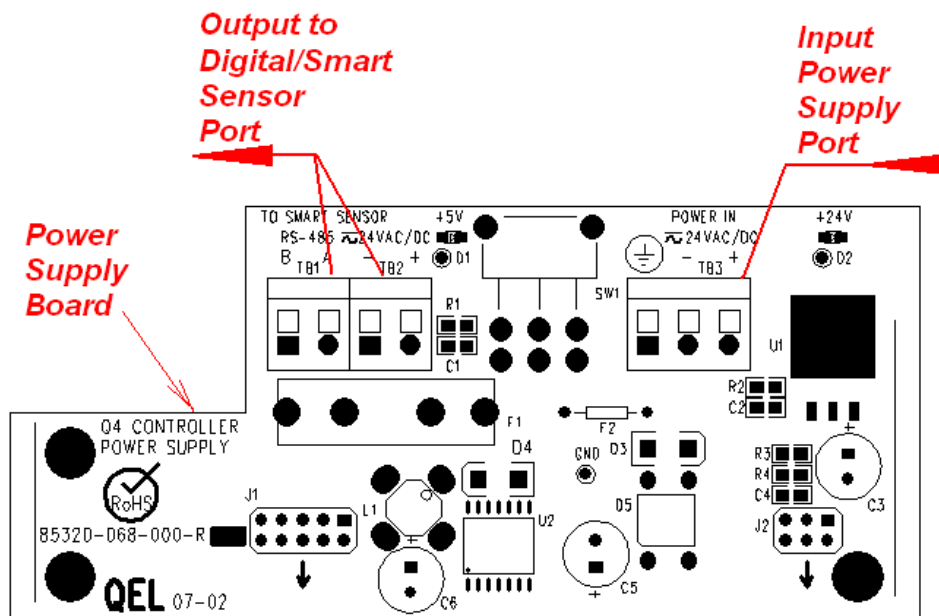 Output to
Digital/Smart
Sensor
Port
Input
Power
Supply
Port
Power
Supply
Board
TO SMART SENSOR
RS-485 24VAC/DC
B A - +
TB1 TB2
+5V
D1
POWER IN
24VAC/DC
- +
TB3
+24V
D2
SW1
R1
C1
U1
R2
C2
F1
F2
Q4 CONTROLLER
POWER SUPPLY
RoHS
8532D-D68-000-R
J1
L1
D4
GND
D3
R3
R4
C4
C3
D5
U2
J2
+
+
+
C6
C5
QEL 07-02